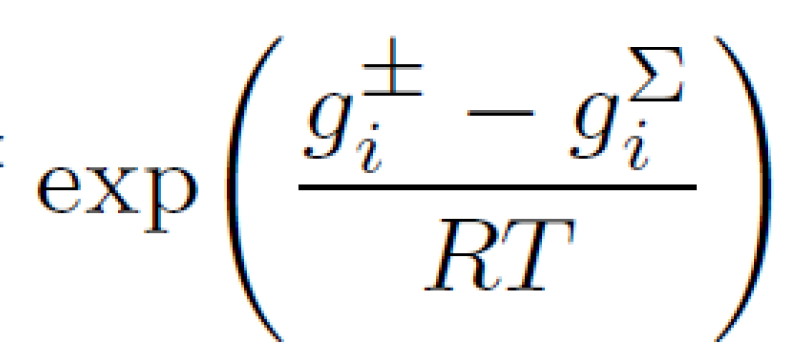 exp ( (g_i^± − g_i^Σ) / RT )